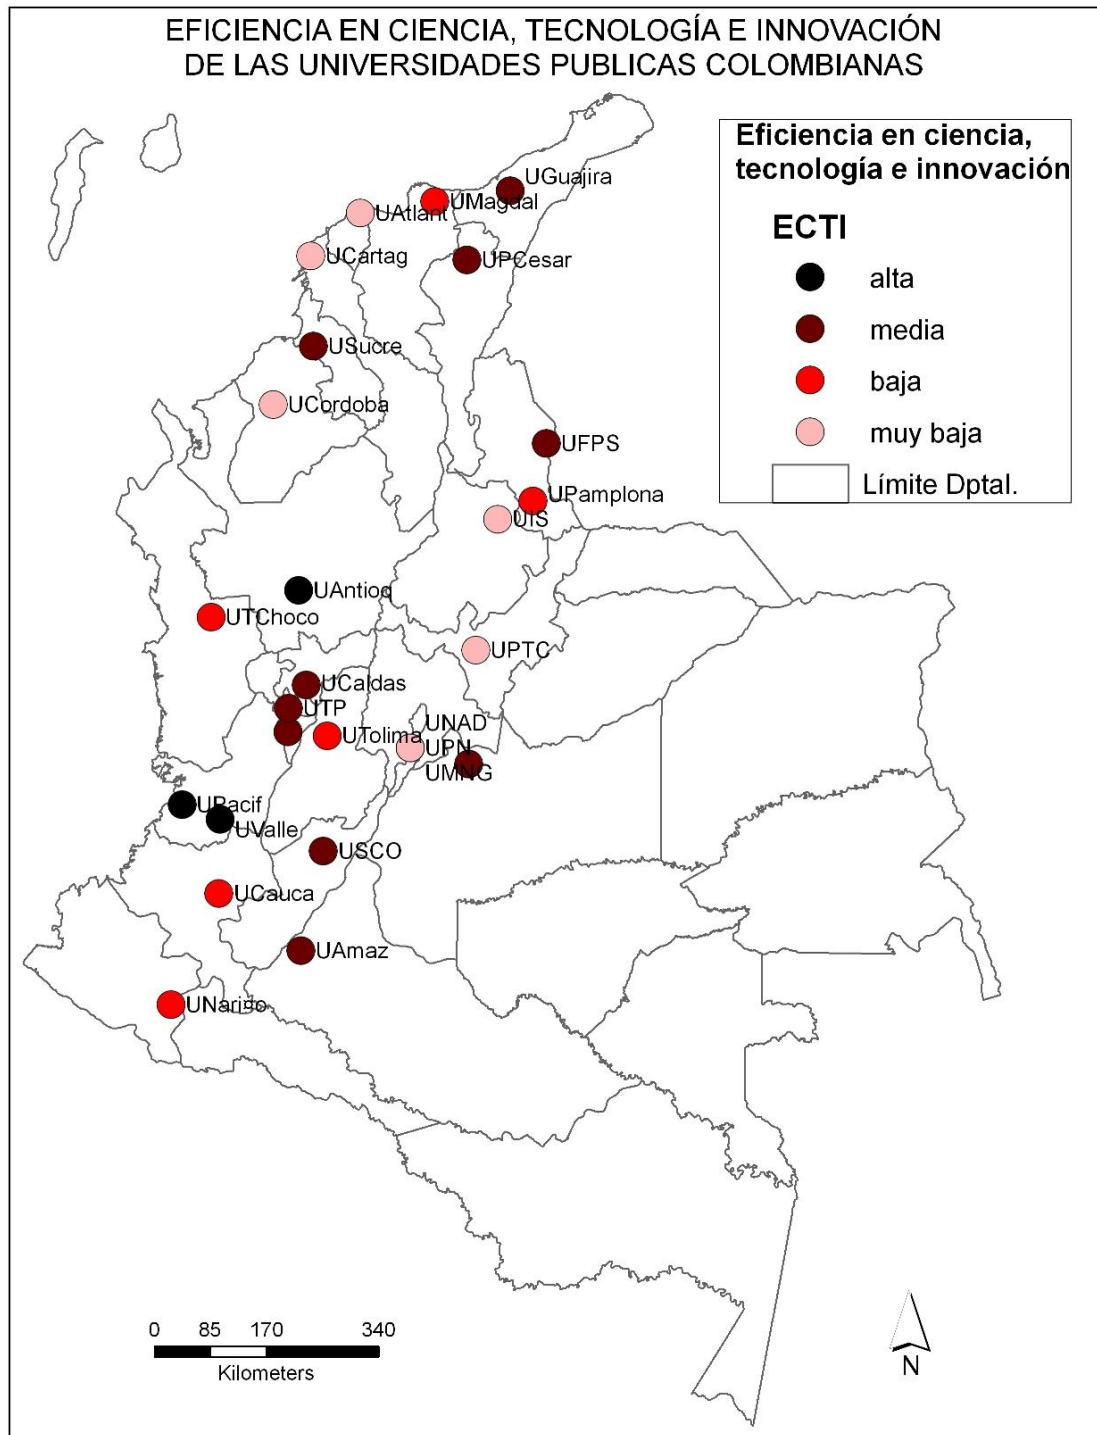 EFICIENCIA EN CIENCIA, TECNOLOGÍA E INNOVACIÓN
DE LAS UNIVERSIDADES PUBLICAS COLOMBIANAS
Eficiencia en ciencia,
tecnología e innovación
ECTI
alta
media
baja
muy baja
Límite Dptal.
UGuajira
UMagdal
UAtlant
UCartag
UPCesar
USucre
UCordoba
UFPS
UPamplona
UIS
UAntioq
UTChoco
UPTC
UCaldas
UTP
UTolima
UNAD
UPN
UMNG
UPacif
UValle
USCO
UCauca
UAmaz
UNari¤o
0 85 170 340
Kilometers
N